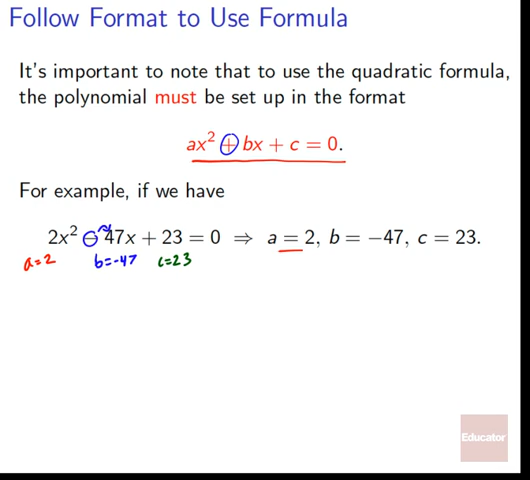 Follow Format to Use Formula
It's important to note that to use the quadratic formula,
the polynomial must be set up in the format
ax² + bx + c = 0.
For example, if we have
2x² − 47x + 23 = 0 ⇒ a = 2, b = −47, c = 23.
a=2 b=-47 c=23
Educator